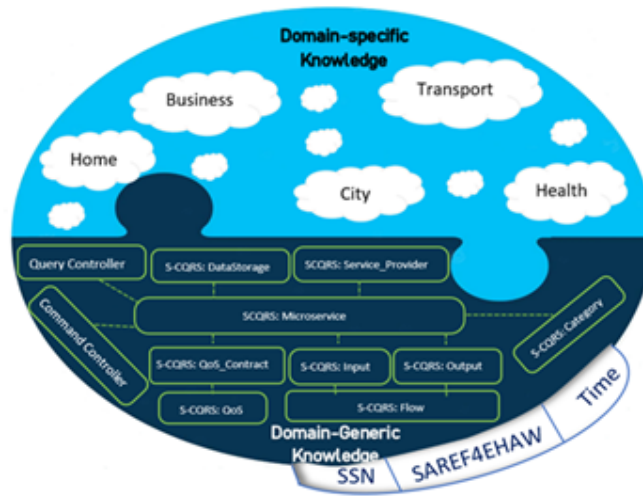 Domain-specific
Knowledge
Business
Transport
Home
City
Health
Query Controller
S-CQRS: DataStorage
SCQRS: Service_Provider
Command Controller
SCQRS: Microservice
S-CQRS: Category
S-CQRS: QoS_Contract
S-CQRS: Input
S-CQRS: Output
S-CQRS: QoS
S-CQRS: Flow
Domain-Generic
Knowledge
SSN
SAREF4EHAW
Time